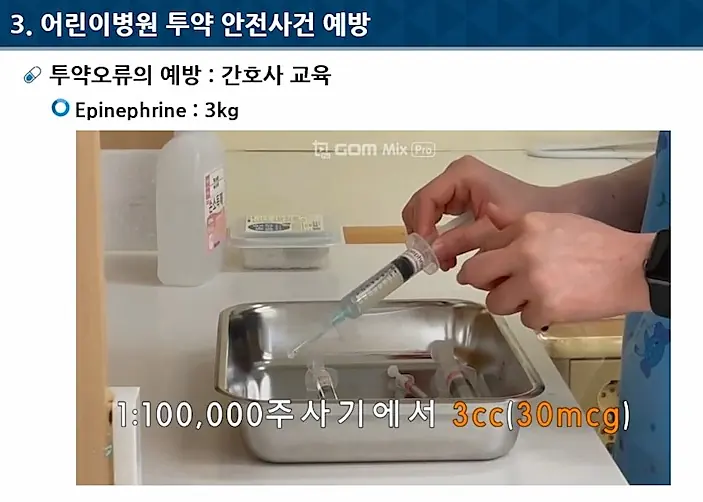 3. 어린이병원 투약 안전사건 예방
투약오류의 예방 : 간호사 교육
Epinephrine : 3kg
GOM Mix Pro
1:100,000주사기에서 3cc(30mcg)